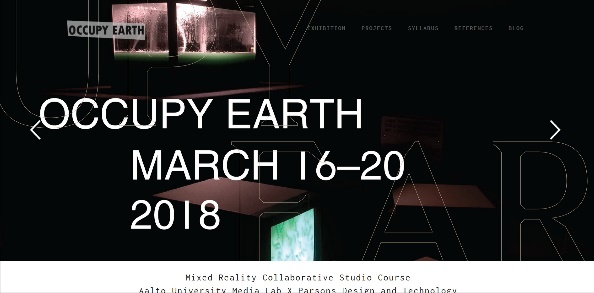 OCCUPY EARTH
EXHIBITION PROJECTS SYLLABUS REFERENCES BLOG
OCCUPY EARTH
MARCH 16–20
2018
Mixed Reality Collaborative Studio Course
Aalto University Media Lab X Parsons Design and Technology